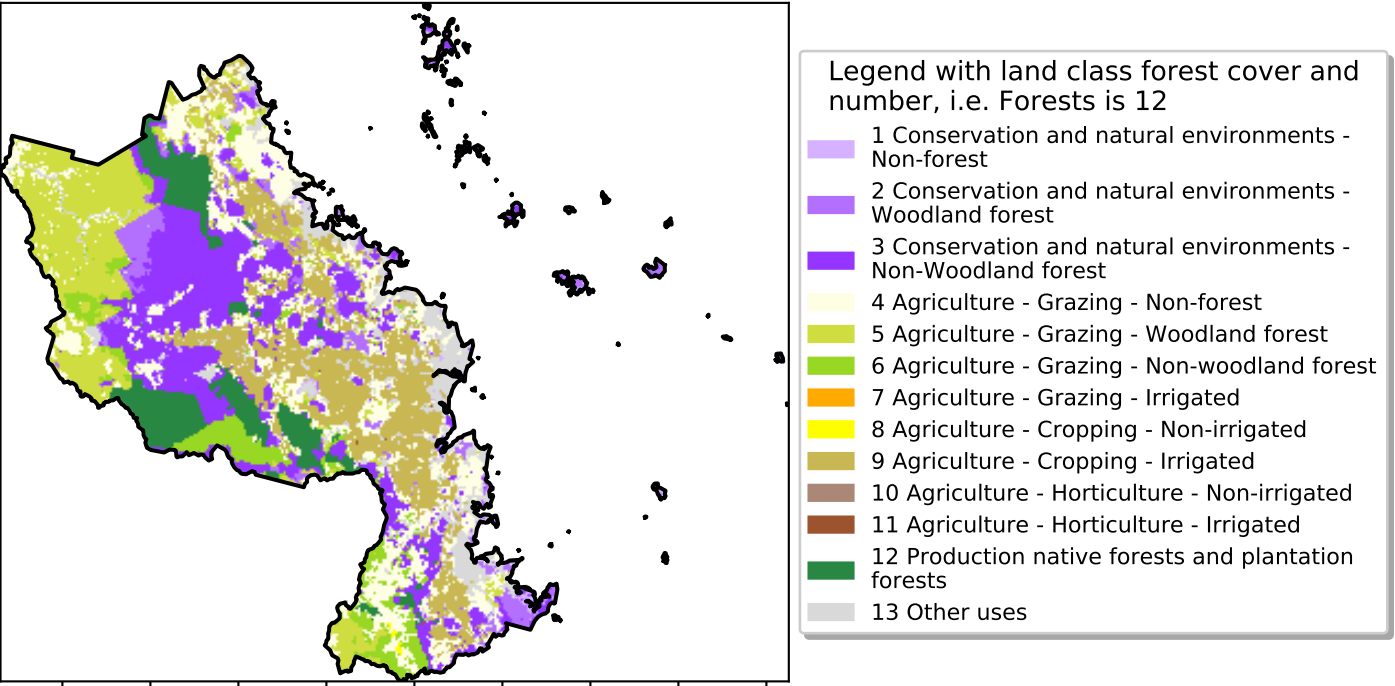 Legend with land class forest cover and
number, i.e. Forests is 12
1 Conservation and natural environments -
Non-forest
2 Conservation and natural environments -
Woodland forest
3 Conservation and natural environments -
Non-Woodland forest
4 Agriculture - Grazing - Non-forest
5 Agriculture - Grazing - Woodland forest
6 Agriculture - Grazing - Non-woodland forest
7 Agriculture - Grazing - Irrigated
8 Agriculture - Cropping - Non-irrigated
9 Agriculture - Cropping - Irrigated
10 Agriculture - Horticulture - Non-irrigated
11 Agriculture - Horticulture - Irrigated
12 Production native forests and plantation
forests
13 Other uses